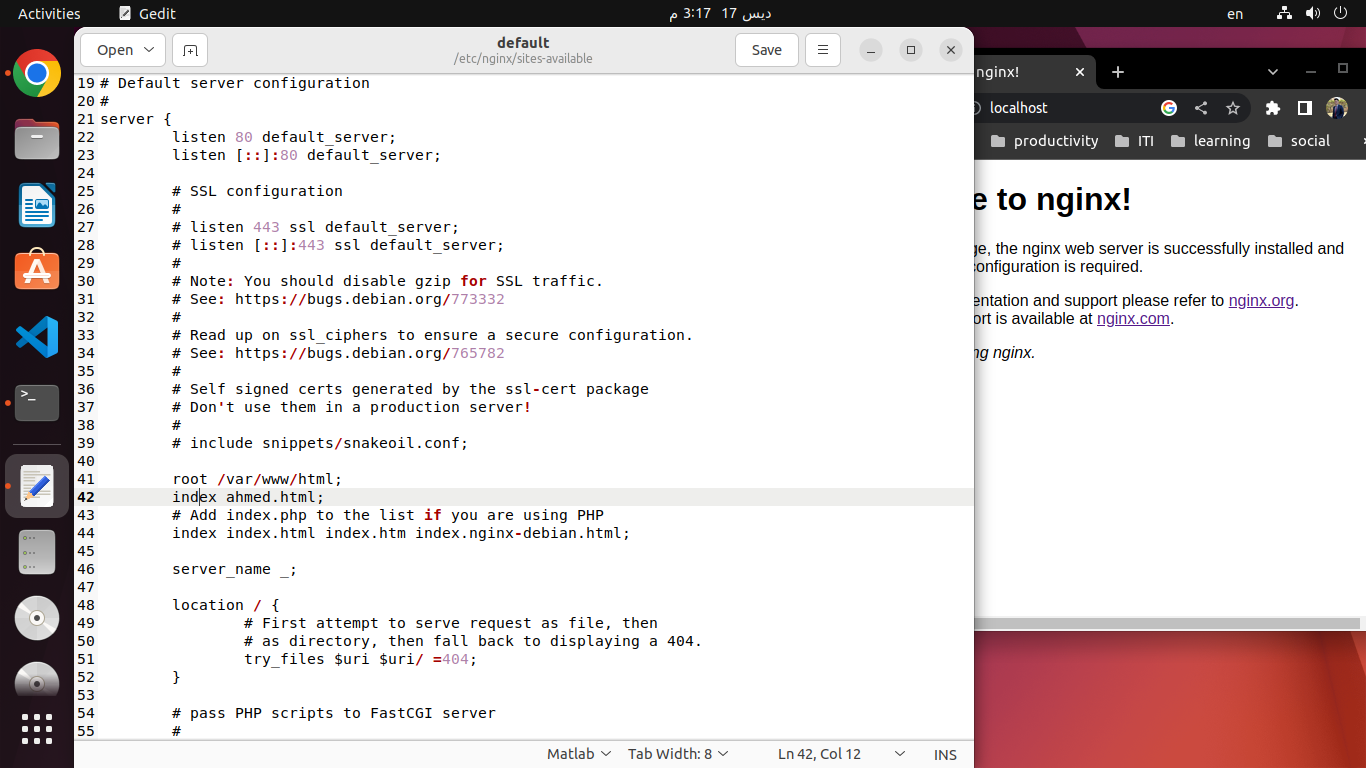 Activities
Gedit
ديس 17 3:17 م
en
Open
default
/etc/nginx/sites-available
Save
19 # Default server configuration
20 #
21 server {
22 listen 80 default_server;
23 listen [::]:80 default_server;
24
25 # SSL configuration
26 #
27 # listen 443 ssl default_server;
28 # listen [::]:443 ssl default_server;
29 #
30 # Note: You should disable gzip for SSL traffic.
31 # See: https://bugs.debian.org/773332
32 #
33 # Read up on ssl_ciphers to ensure a secure configuration.
34 # See: https://bugs.debian.org/765782
35 #
36 # Self signed certs generated by the ssl-cert package
37 # Don't use them in a production server!
38 #
39 # include snippets/snakeoil.conf;
40
41 root /var/www/html;
42 index ahmed.html;
43 # Add index.php to the list if you are using PHP
44 index index.html index.htm index.nginx-debian.html;
45
46 server_name _;
47
48 location / {
49 # First attempt to serve request as file, then
50 # as directory, then fall back to displaying a 404.
51 try_files $uri $uri/ =404;
52 }
53
54 # pass PHP scripts to FastCGI server
55 #
Matlab
Tab Width: 8
Ln 42, Col 12
INS
nginx!
localhost
productivity
ITI
learning
social
e to nginx!
ge, the nginx web server is successfully installed and
onfiguration is required.
entation and support please refer to nginx.org.
ort is available at nginx.com.
ng nginx.